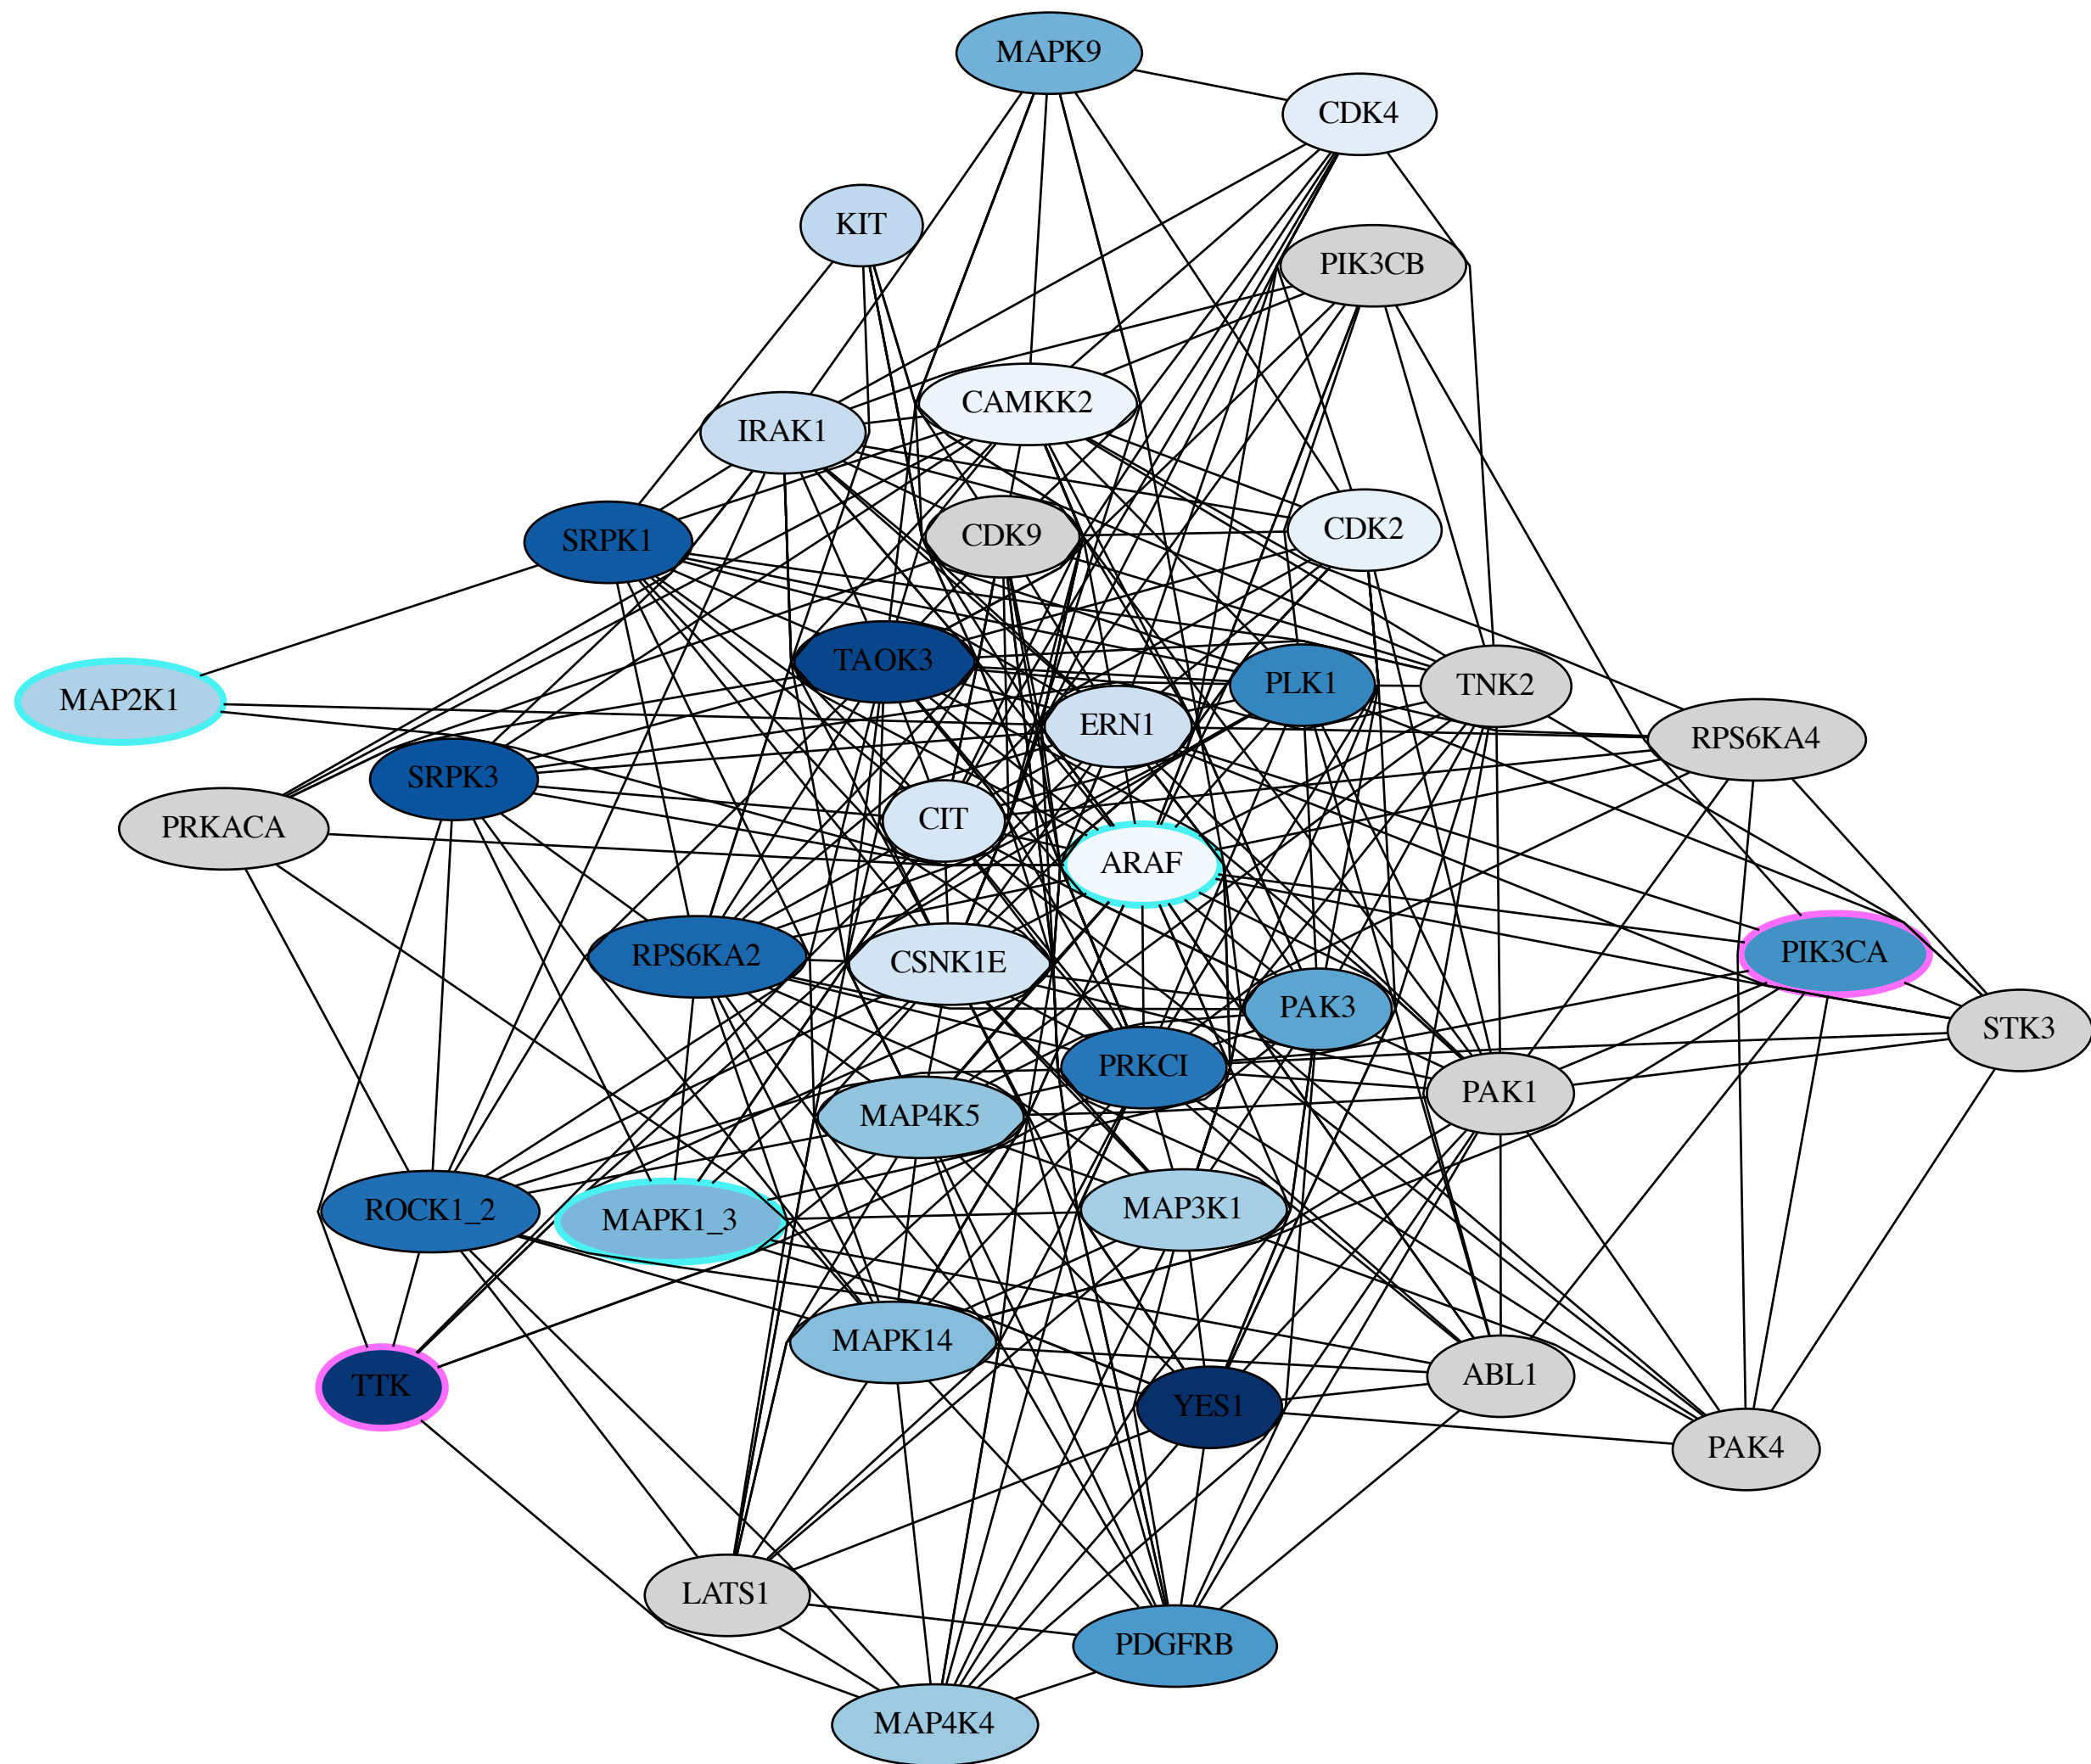 MAPK9
CDK4
KIT
PIK3CB
CAMKK2
IRAK1
CDK2
CDK9
SRPK1
TAOK3
PLK1
TNK2
MAP2K1
ERN1
RPS6KA4
SRPK3
CIT
PRKACA
ARAF
PIK3CA
RPS6KA2
CSNK1E
PAK3
STK3
PRKCI
PAK1
MAP4K5
ROCK1_2
MAP3K1
MAPK1_3
MAPK14
ABL1
TTK
YES1
PAK4
LATS1
PDGFRB
MAP4K4